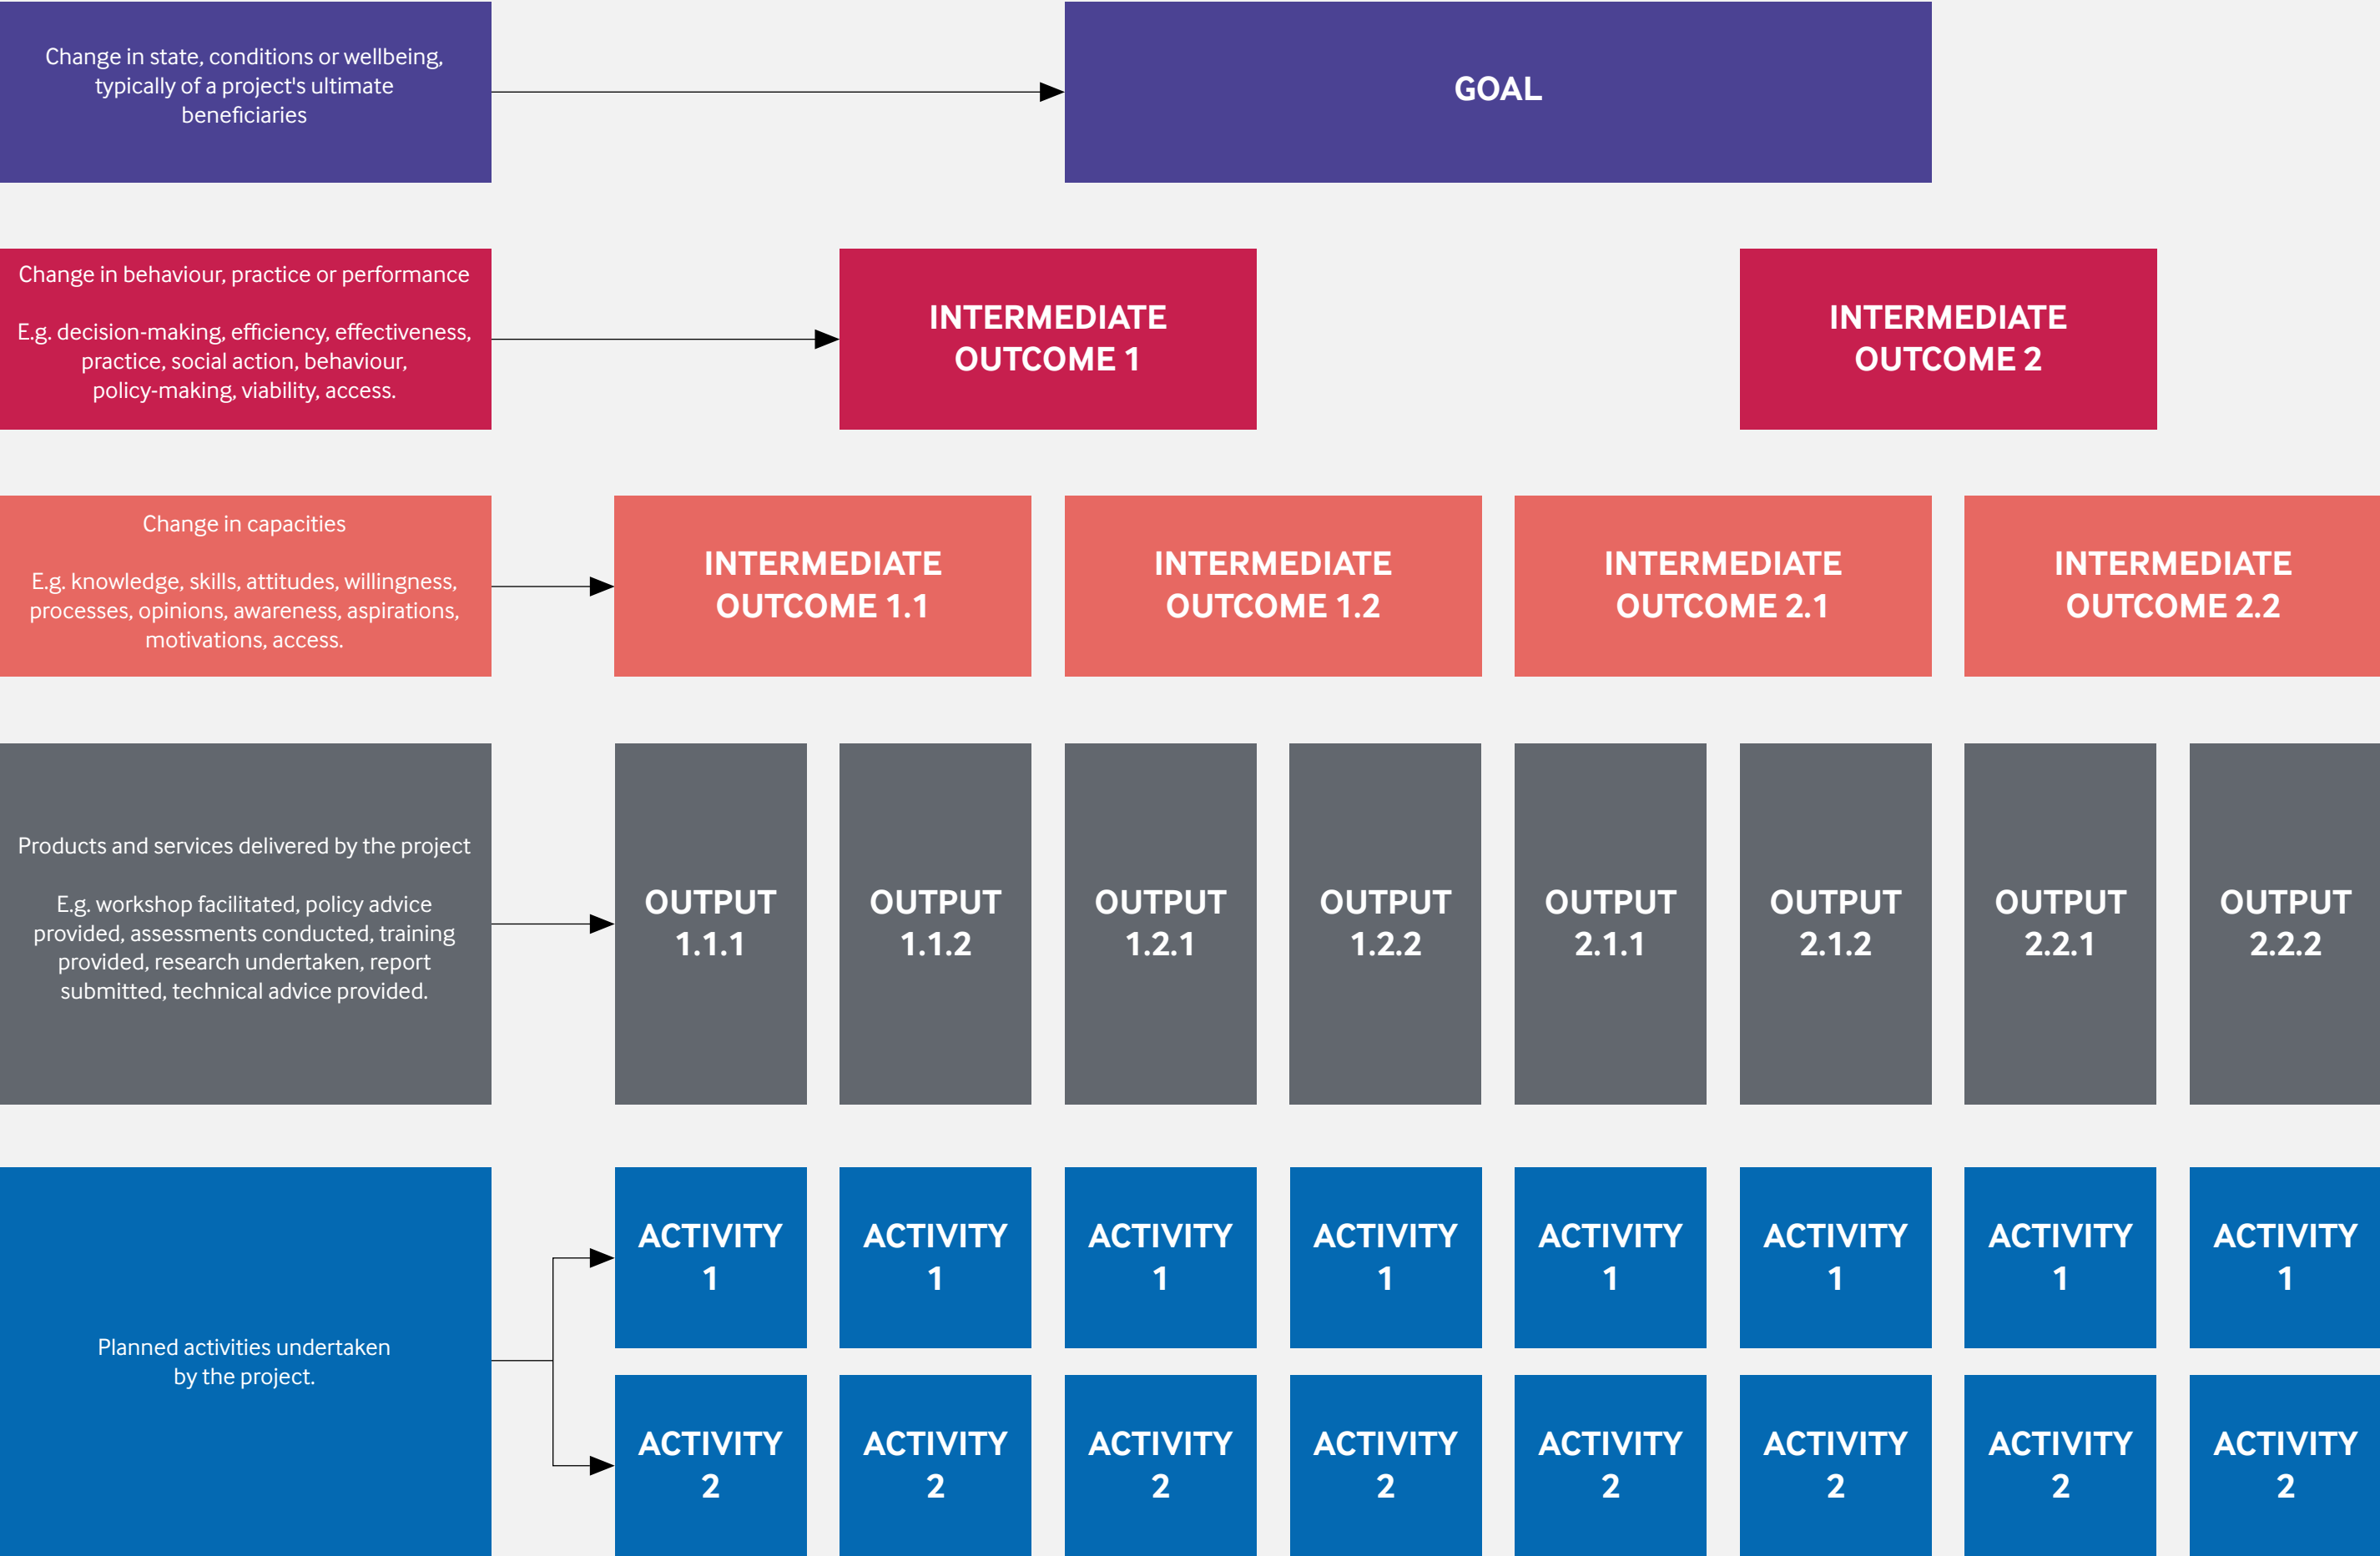 Change in state, conditions or wellbeing,
typically of a project's ultimate
beneficiaries
GOAL
Change in behaviour, practice or performance
E.g. decision-making, efficiency, effectiveness,
practice, social action, behaviour,
policy-making, viability, access.
INTERMEDIATE
OUTCOME 1
INTERMEDIATE
OUTCOME 2
Change in capacities
E.g. knowledge, skills, attitudes, willingness,
processes, opinions, awareness, aspirations,
motivations, access.
INTERMEDIATE
OUTCOME 1.1
INTERMEDIATE
OUTCOME 1.2
INTERMEDIATE
OUTCOME 2.1
INTERMEDIATE
OUTCOME 2.2
Products and services delivered by the project
E.g. workshop facilitated, policy advice
provided, assessments conducted, training
provided, research undertaken, report
submitted, technical advice provided.
OUTPUT
1.1.1
OUTPUT
1.1.2
OUTPUT
1.2.1
OUTPUT
1.2.2
OUTPUT
2.1.1
OUTPUT
2.1.2
OUTPUT
2.2.1
OUTPUT
2.2.2
Planned activities undertaken
by the project.
ACTIVITY
1
ACTIVITY
1
ACTIVITY
1
ACTIVITY
1
ACTIVITY
1
ACTIVITY
1
ACTIVITY
1
ACTIVITY
1
ACTIVITY
2
ACTIVITY
2
ACTIVITY
2
ACTIVITY
2
ACTIVITY
2
ACTIVITY
2
ACTIVITY
2
ACTIVITY
2